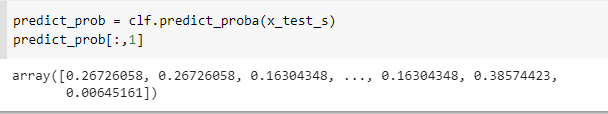 predict_prob = clf.predict_proba(x_test_s)
predict_prob[:,1]
array([0.26726058, 0.26726058, 0.16304348, ..., 0.16304348, 0.38574423,
0.00645161])